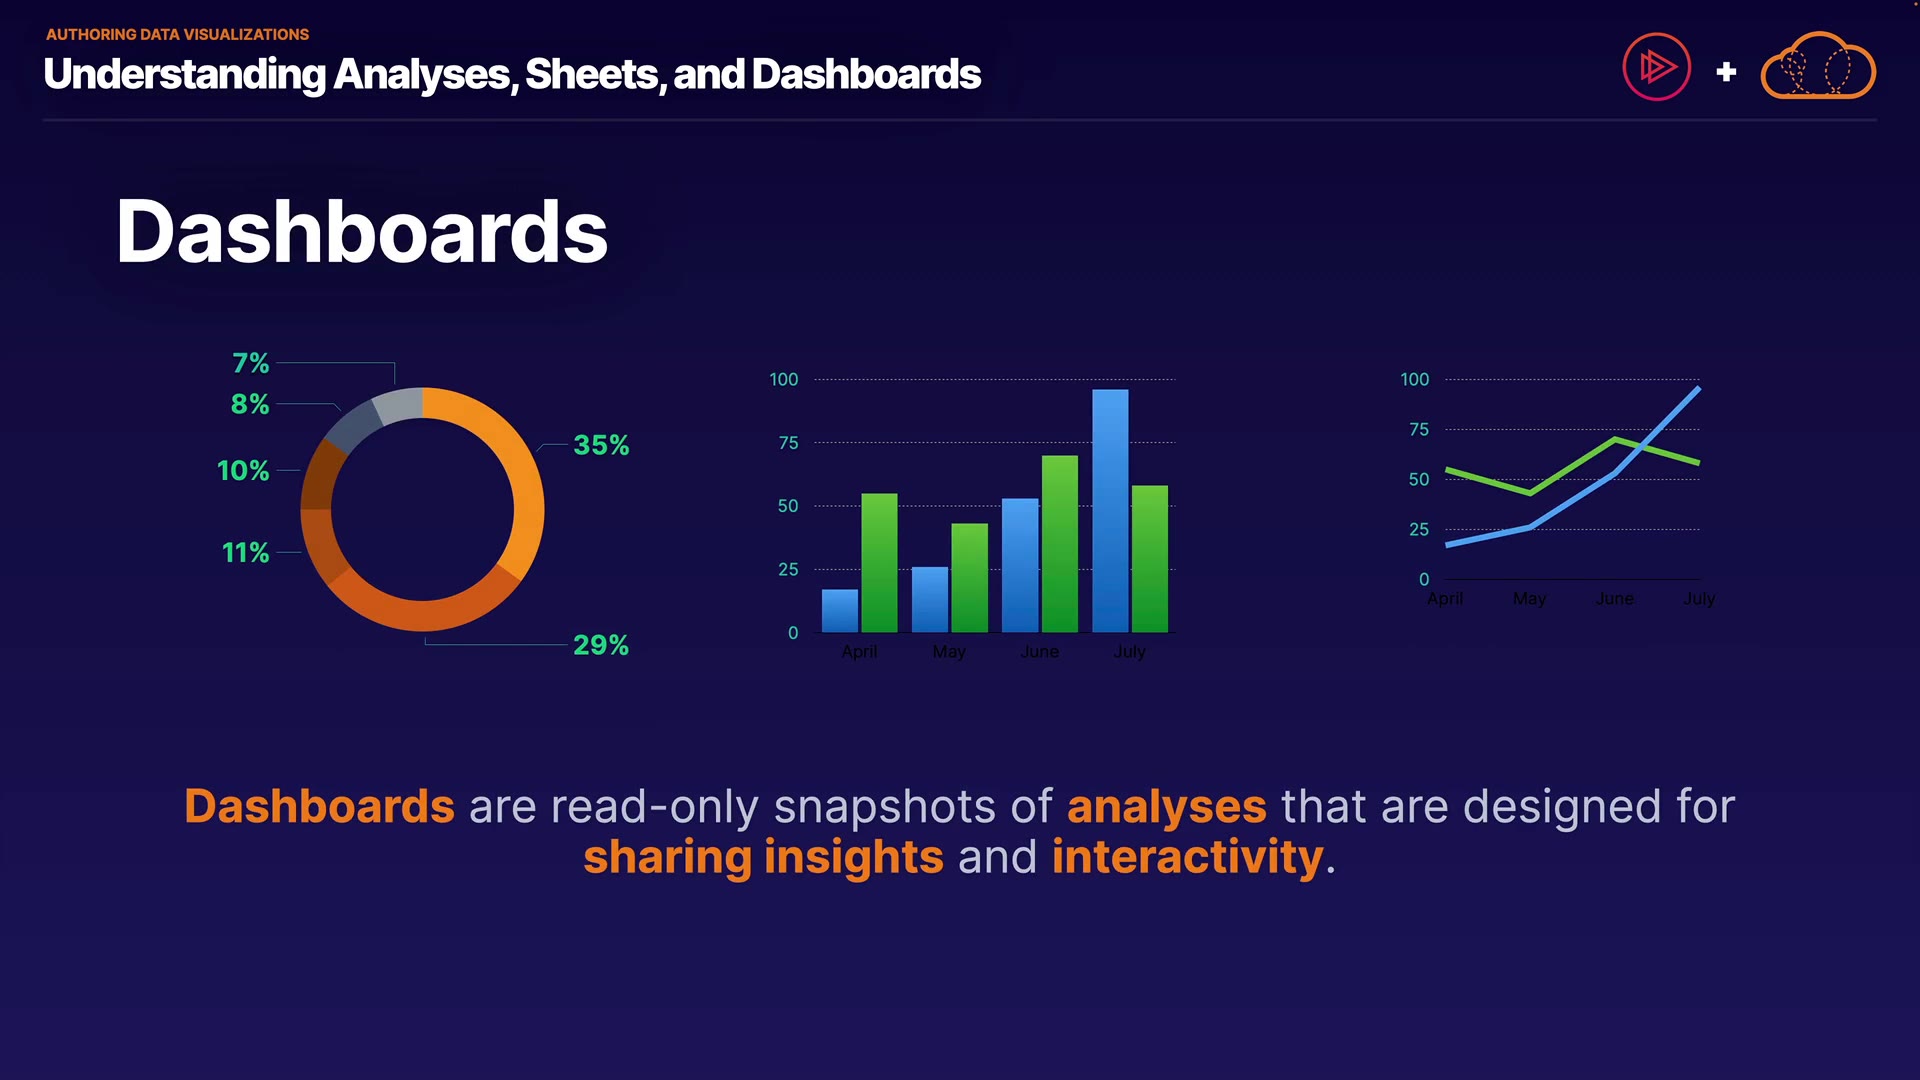 AUTHORING DATA VISUALIZATIONS
Understanding Analyses, Sheets, and Dashboards
Dashboards
7%
8%
10%
11%
35%
29%
100
75
50
25
0
April May June July
100
75
50
25
0
April May June July
Dashboards are read-only snapshots of analyses that are designed for
sharing insights and interactivity.